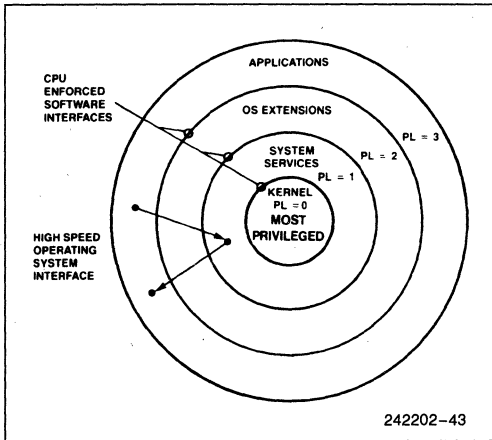 APPLICATIONS
CPU
ENFORCED
SOFTWARE
INTERFACES
OS EXTENSIONS
PL = 3
SYSTEM
SERVICES
PL = 2
PL = 1
KERNEL
PL = 0
MOST
PRIVILEGED
HIGH SPEED
OPERATING
SYSTEM
INTERFACE
242202–43